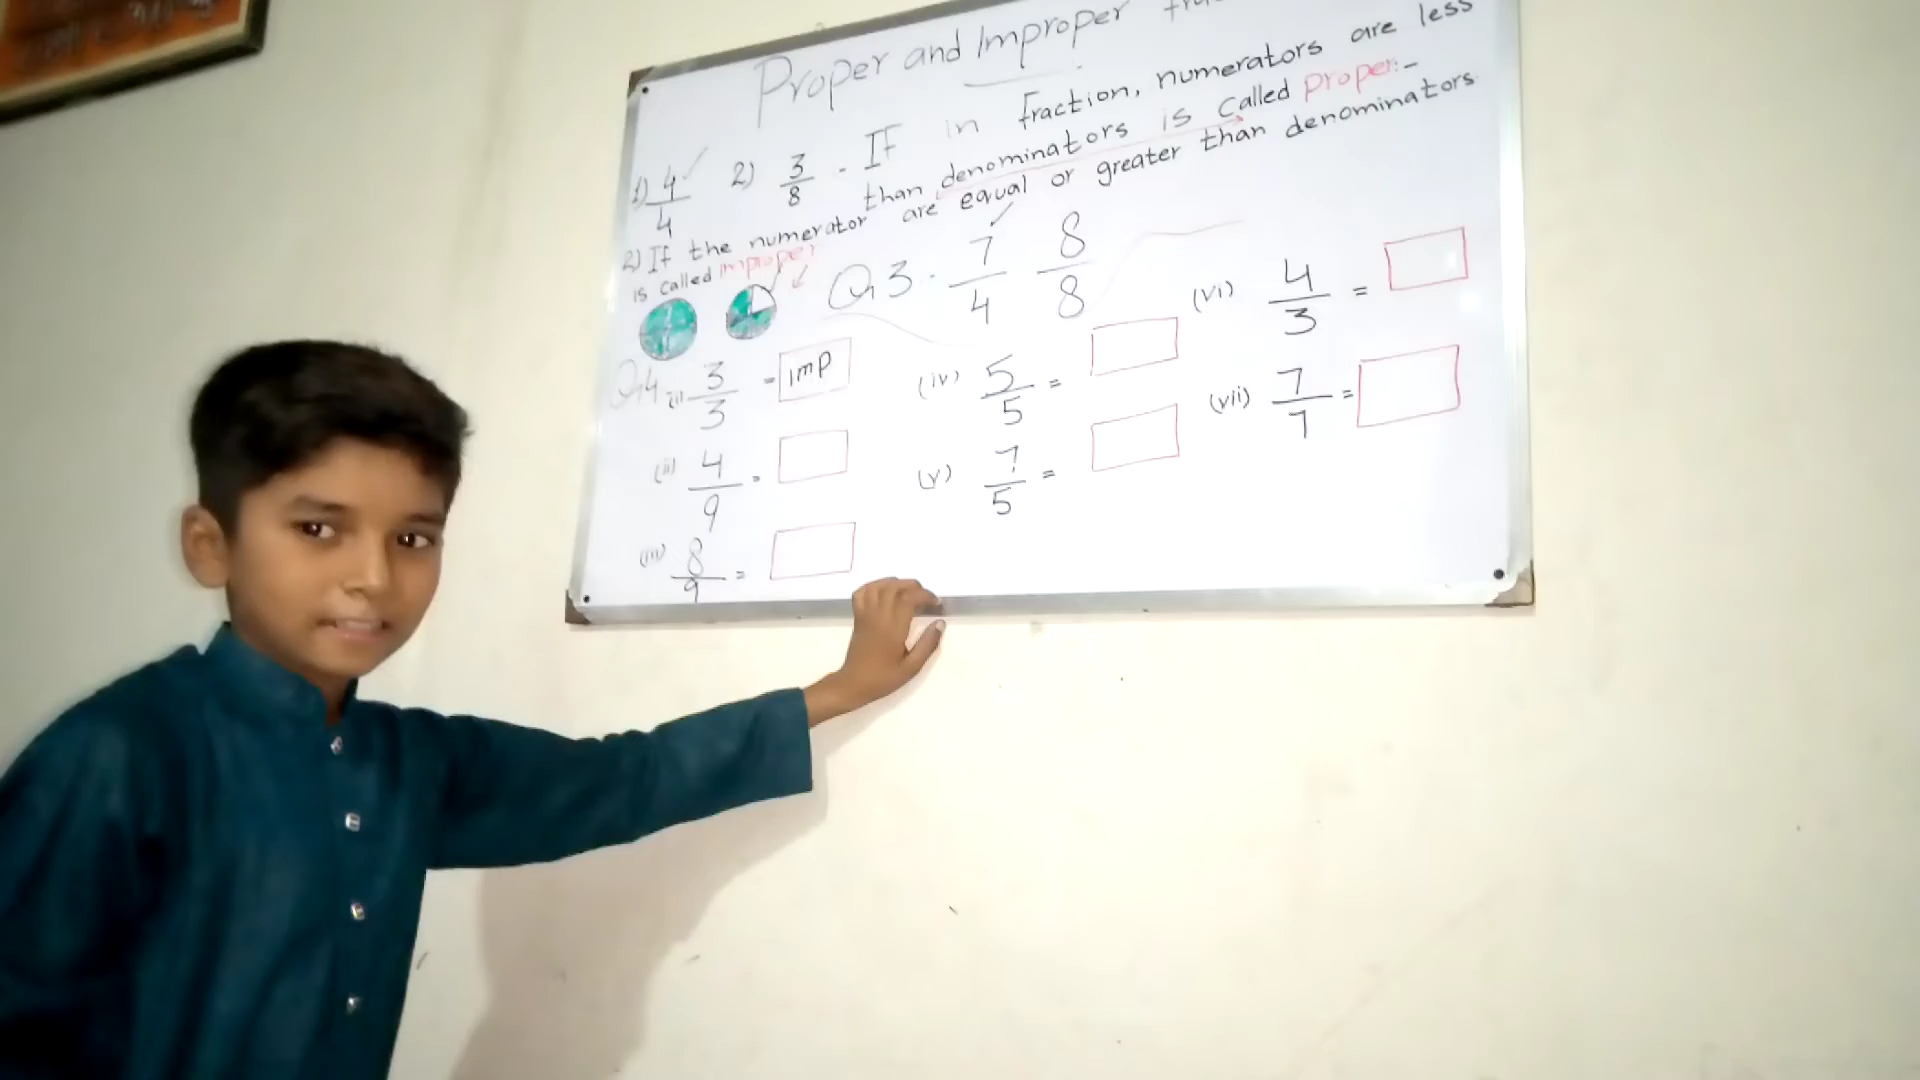 Proper and Improper
1) 4/4 2) 3/8 - If in fraction, numerators are less
than denominators is called Proper:-
2) If the numerator are equal or greater than denominators
is called improper
Q3. 7/4 8/8
Q4. (i) 3/3 = imp
(ii) 4/9 =
(iii) 8/9 =
(iv) 5/5 =
(v) 7/5 =
(vi) 4/3 =
(vii) 7/7 =